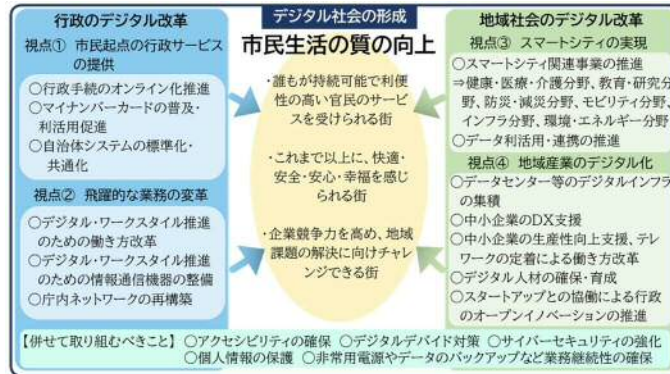 行政のデジタル改革
視点① 市民起点の行政サービス
の提供
○行政手続のオンライン化推進
○マイナンバーカードの普及・
利活用促進
○自治体システムの標準化・
共通化
視点② 飛躍的な業務の変革
○デジタル・ワークスタイル推進
のための働き方改革
○デジタル・ワークスタイル推進
のための情報通信機器の整備
○庁内ネットワークの再構築
デジタル社会の形成
市民生活の質の向上
・誰もが持続可能で利便
性の高い官民のサービ
スを受けられる街
・これまで以上に、快適・
安全・安心・幸福を感じ
られる街
・企業競争力を高め、地域
課題の解決に向けチャレ
ンジできる街
地域社会のデジタル改革
視点③ スマートシティの実現
○スマートシティ関連事業の推進
⇒健康・医療・介護分野、教育・研究分
野、防災・減災分野、モビリティ分野、
インフラ分野、環境・エネルギー分野
○データ利活用・連携の推進
視点④ 地域産業のデジタル化
○データセンター等のデジタルインフラ
の集積
○中小企業のDX支援
○中小企業の生産性向上支援、テレ
ワークの定着による働き方改革
○デジタル人材の確保・育成
○スタートアップとの協働による行政
のオープンイノベーションの推進
【併せて取り組むべきこと】 ○アクセシビリティの確保 ○デジタルデバイド対策 ○サイバーセキュリティの強化
○個人情報の保護 ○非常用電源やデータのバックアップなど業務継続性の確保